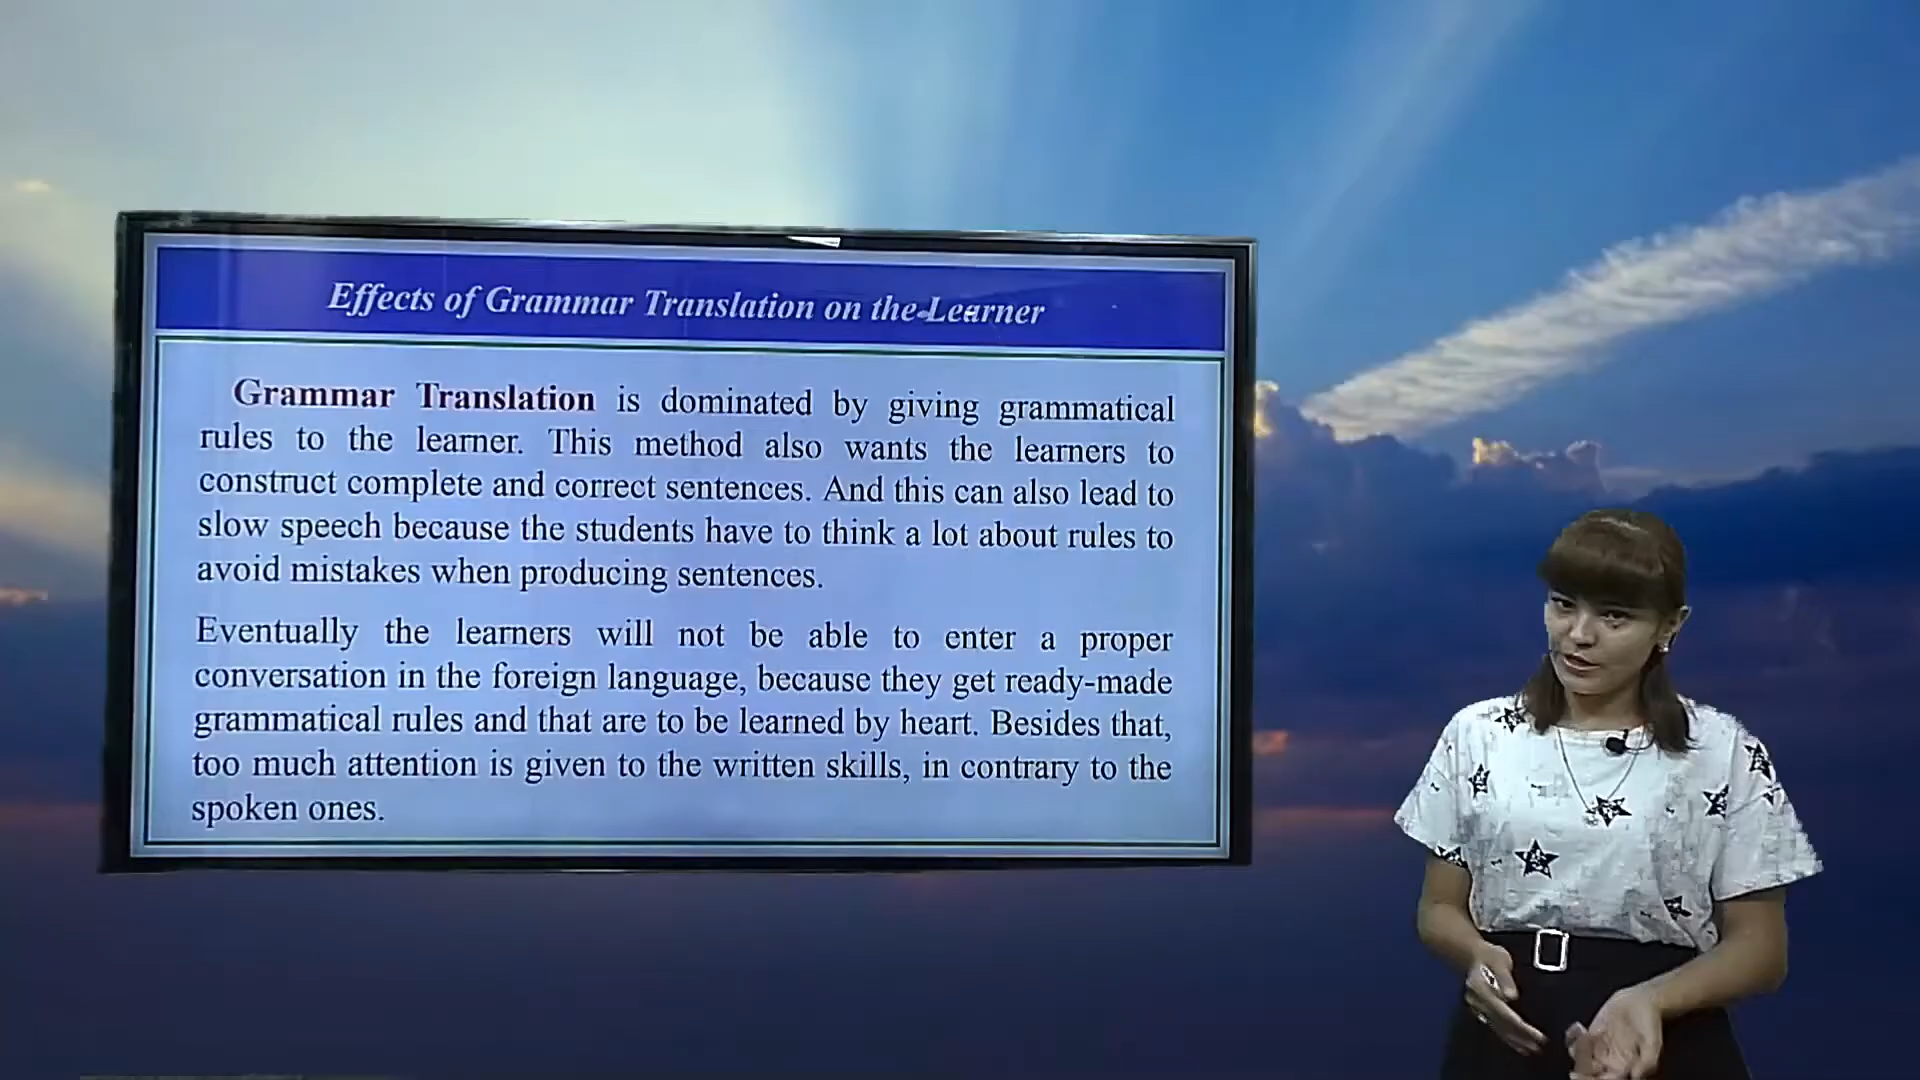 Effects of Grammar Translation on the Learner
Grammar Translation is dominated by giving grammatical
rules to the learner. This method also wants the learners to
construct complete and correct sentences. And this can also lead to
slow speech because the students have to think a lot about rules to
avoid mistakes when producing sentences.
Eventually the learners will not be able to enter a proper
conversation in the foreign language, because they get ready-made
grammatical rules and that are to be learned by heart. Besides that,
too much attention is given to the written skills, in contrary to the
spoken ones.